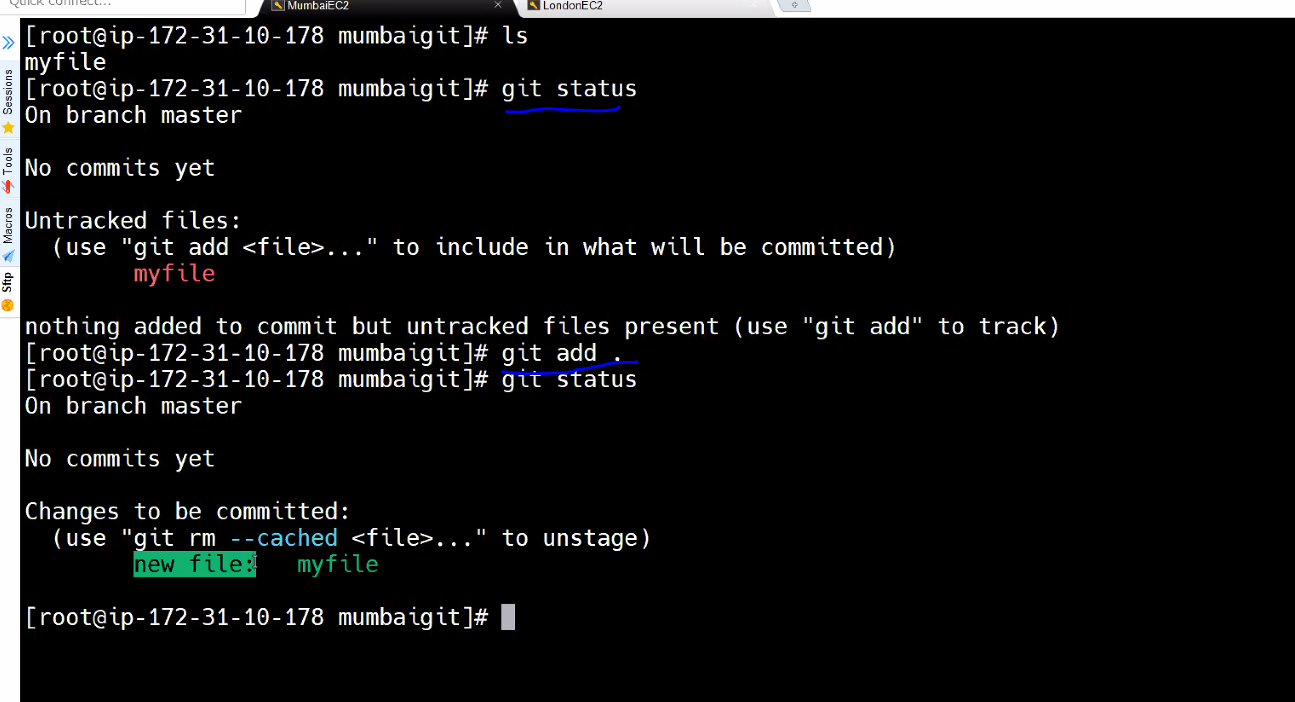 Quick connect...
MumbaiEC2
LondonEC2
[root@ip-172-31-10-178 mumbaigit]# ls
myfile
[root@ip-172-31-10-178 mumbaigit]# git status
On branch master
No commits yet
Untracked files:
(use "git add <file>..." to include in what will be committed)
myfile
nothing added to commit but untracked files present (use "git add" to track)
[root@ip-172-31-10-178 mumbaigit]# git add .
[root@ip-172-31-10-178 mumbaigit]# git status
On branch master
No commits yet
Changes to be committed:
(use "git rm --cached <file>..." to unstage)
new file: myfile
[root@ip-172-31-10-178 mumbaigit]#
Sessions
Tools
Macros
Sftp